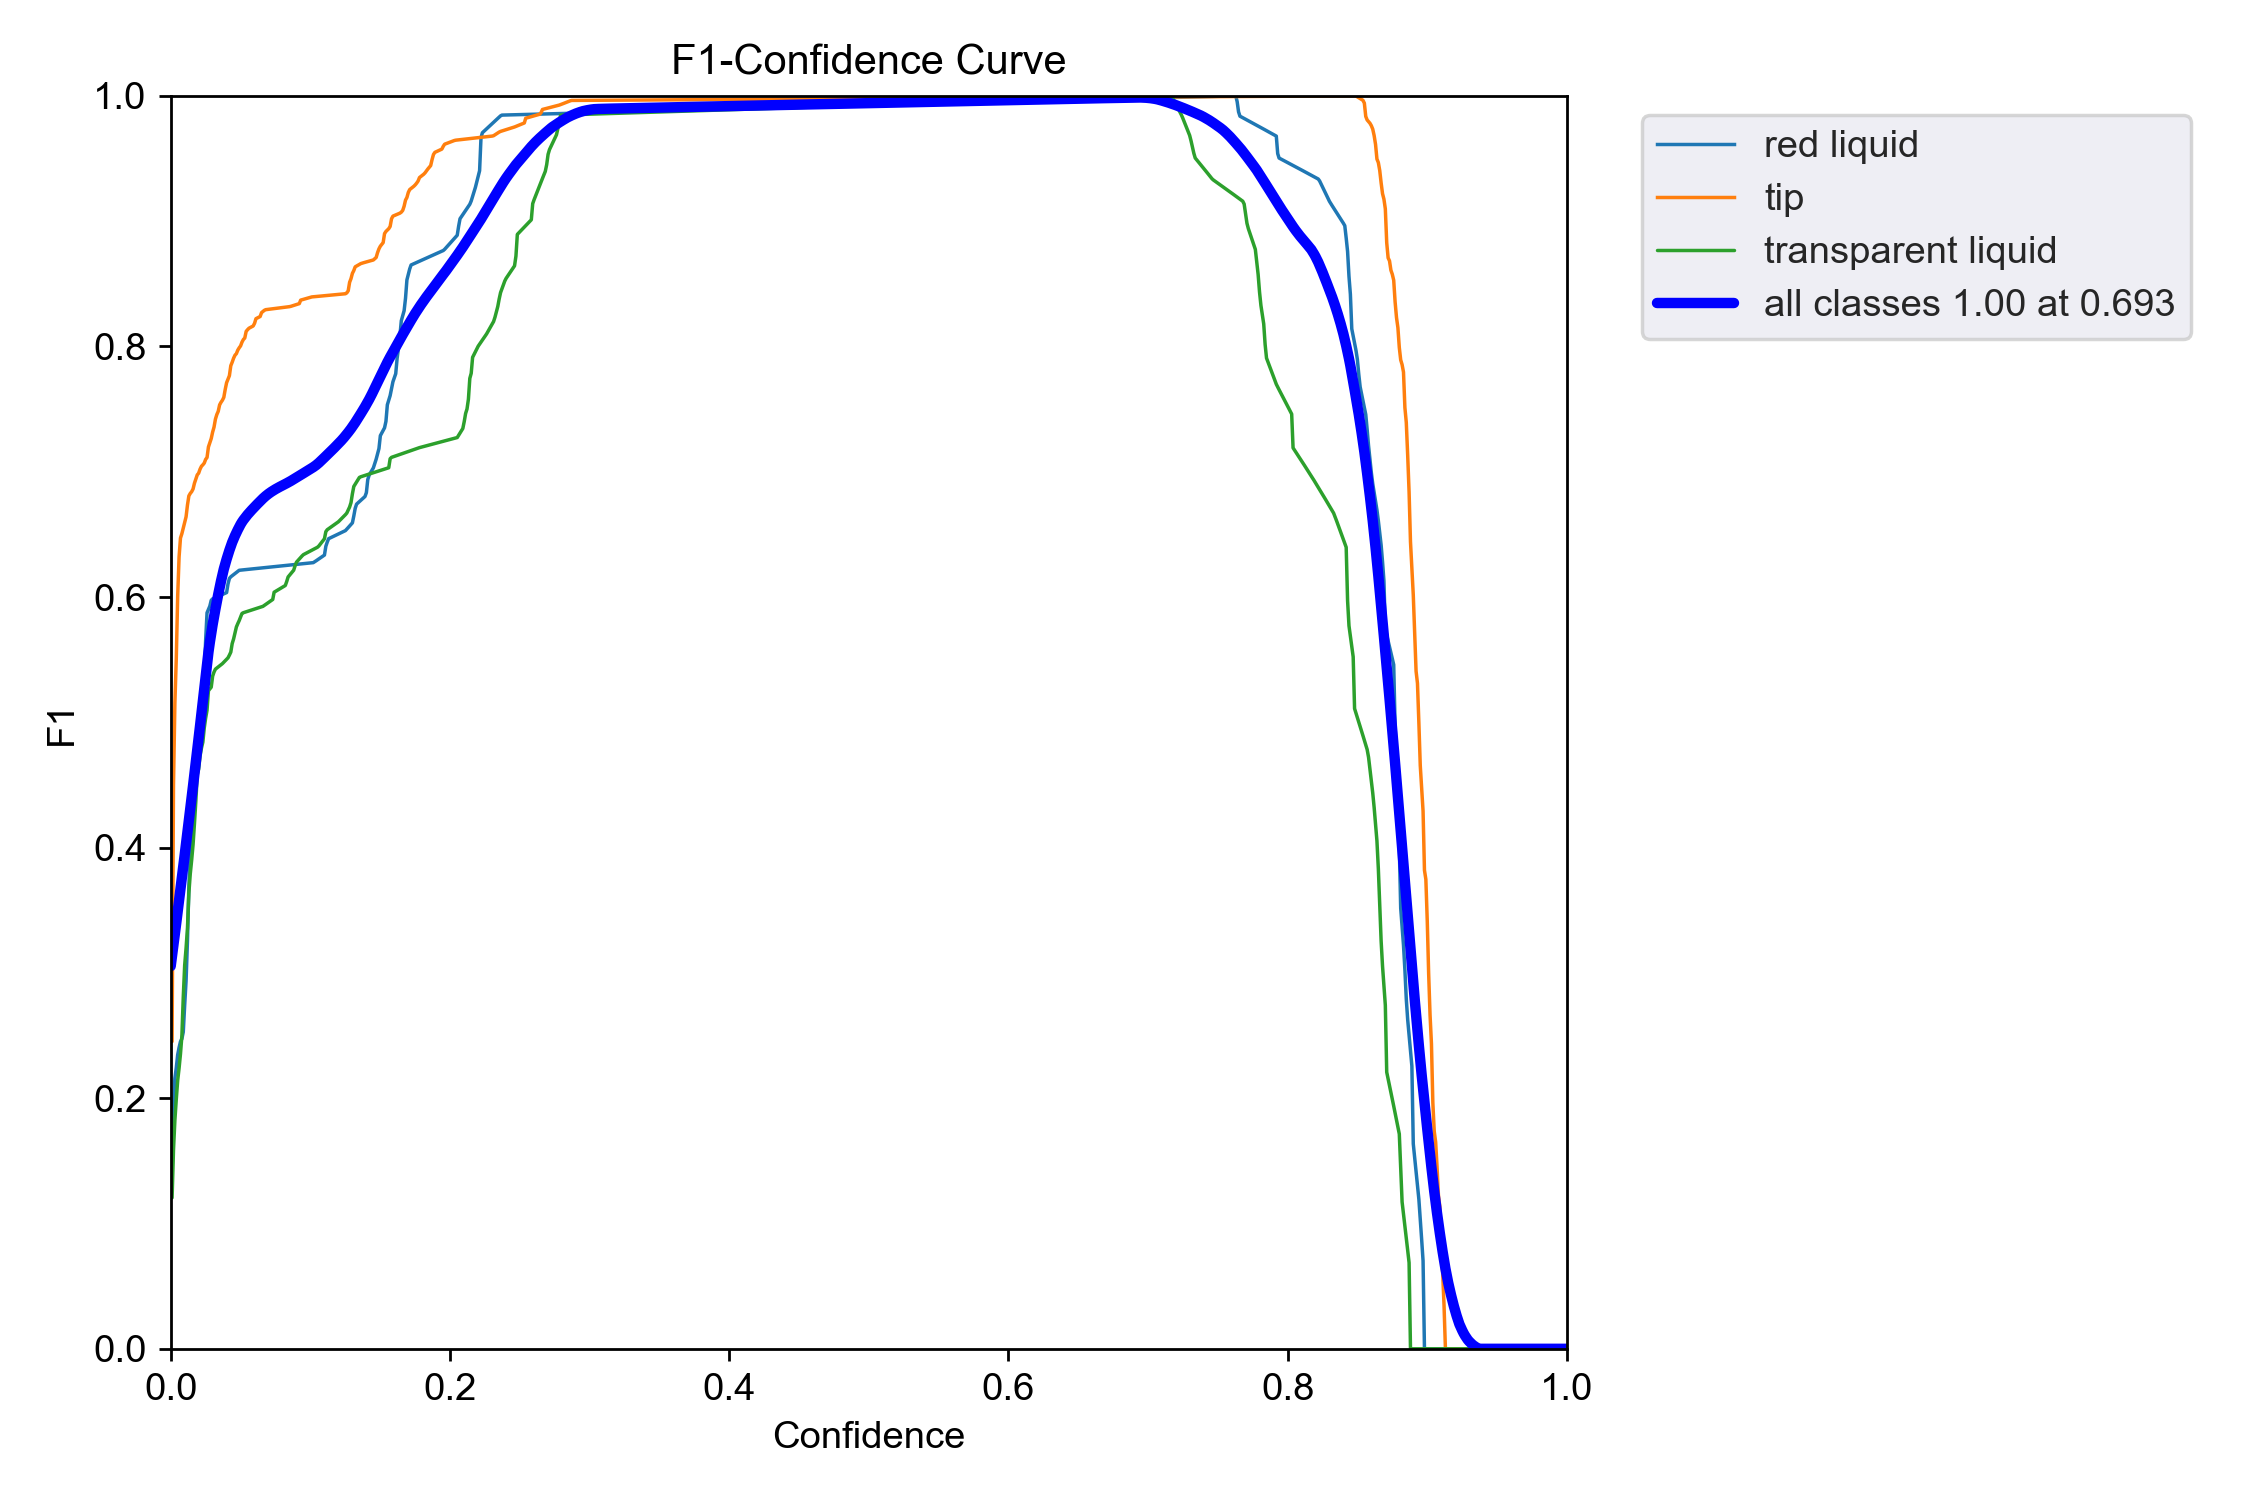 F1-Confidence Curve
1.0
0.8
0.6
0.4
0.2
0.0
F1
0.0 0.2 0.4 0.6 0.8 1.0
Confidence
red liquid
tip
transparent liquid
all classes 1.00 at 0.693